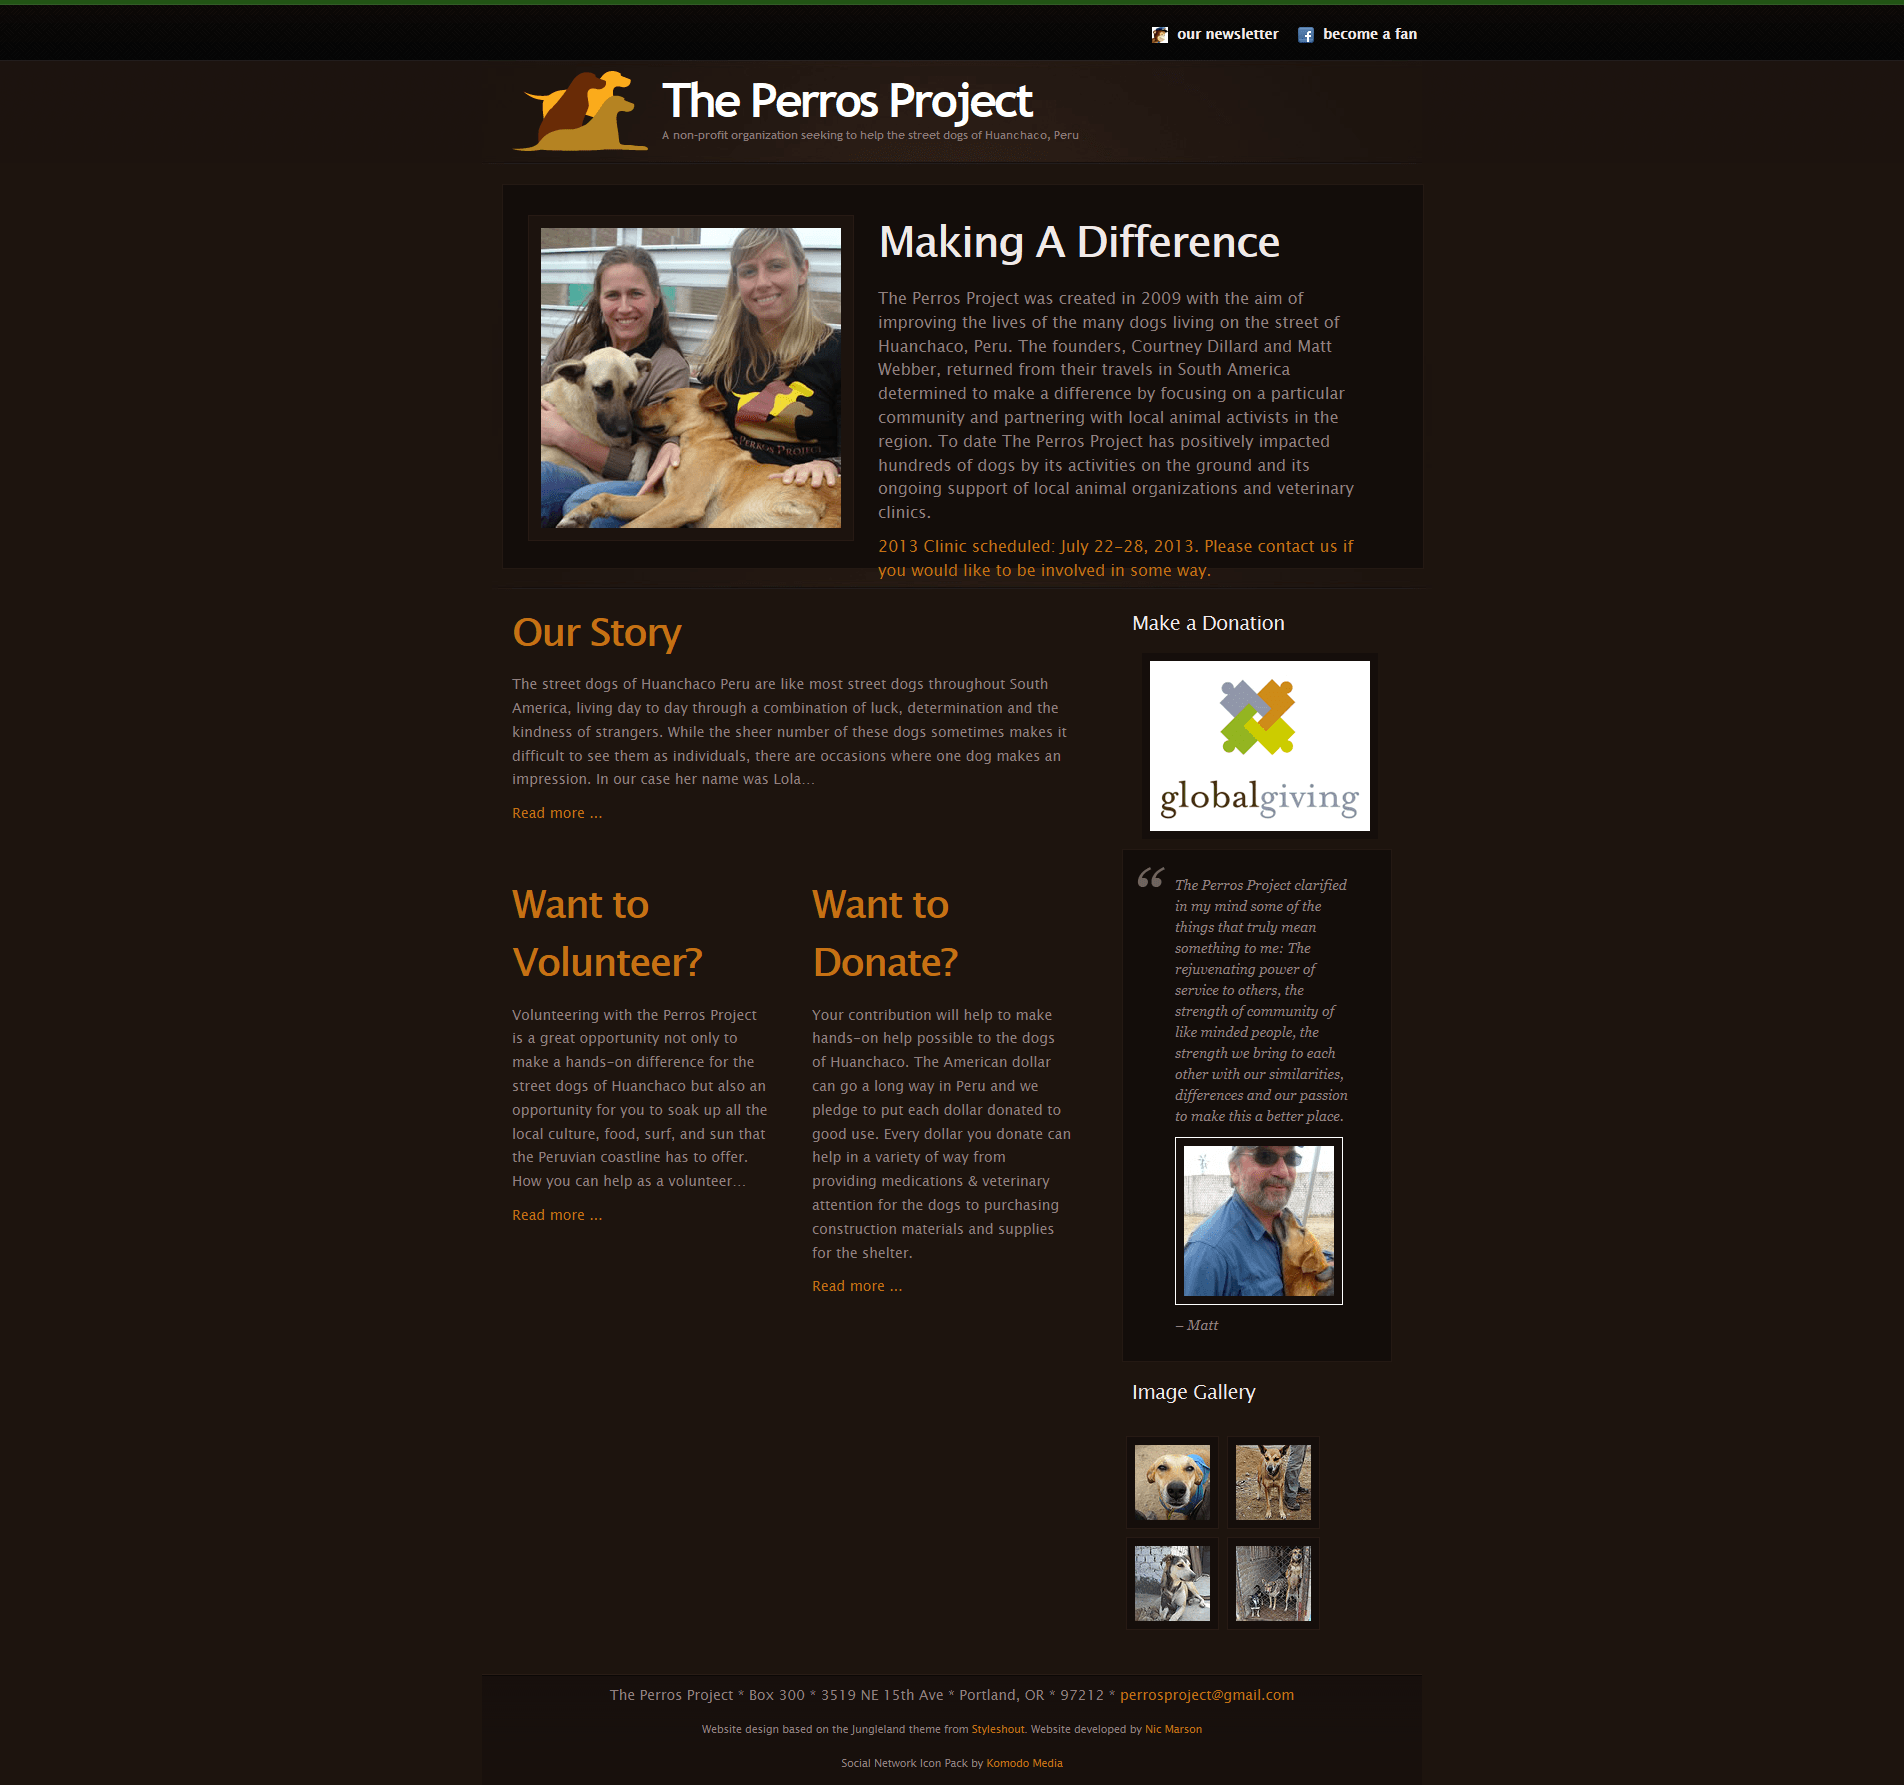 our newsletter
become a fan
The Perros Project
A non-profit organization seeking to help the street dogs of Huanchaco, Peru
Making A Difference
The Perros Project was created in 2009 with the aim of
improving the lives of the many dogs living on the street of
Huanchaco, Peru. The founders, Courtney Dillard and Matt
Webber, returned from their travels in South America
determined to make a difference by focusing on a particular
community and partnering with local animal activists in the
region. To date The Perros Project has positively impacted
hundreds of dogs by its activities on the ground and its
ongoing support of local animal organizations and veterinary
clinics.
2013 Clinic scheduled: July 22-28, 2013. Please contact us if
you would like to be involved in some way.
Perros Project
Our Story
The street dogs of Huanchaco Peru are like most street dogs throughout South
America, living day to day through a combination of luck, determination and the
kindness of strangers. While the sheer number of these dogs sometimes makes it
difficult to see them as individuals, there are occasions where one dog makes an
impression. In our case her name was Lola...
Read more ...
Want to
Volunteer?
Volunteering with the Perros Project
is a great opportunity not only to
make a hands-on difference for the
street dogs of Huanchaco but also an
opportunity for you to soak up all the
local culture, food, surf, and sun that
the Peruvian coastline has to offer.
How you can help as a volunteer...
Read more ...
Want to
Donate?
Your contribution will help to make
hands-on help possible to the dogs
of Huanchaco. The American dollar
can go a long way in Peru and we
pledge to put each dollar donated to
good use. Every dollar you donate can
help in a variety of way from
providing medications & veterinary
attention for the dogs to purchasing
construction materials and supplies
for the shelter.
Read more ...
Make a Donation
globalgiving
“ The Perros Project clarified
in my mind some of the
things that truly mean
something to me: The
rejuvenating power of
service to others, the
strength of community of
like minded people, the
strength we bring to each
other with our similarities,
differences and our passion
to make this a better place.
– Matt
Image Gallery
The Perros Project * Box 300 * 3519 NE 15th Ave * Portland, OR * 97212 * perrosproject@gmail.com
Website design based on the Jungleland theme from Styleshout. Website developed by Nic Marson
Social Network Icon Pack by Komodo Media